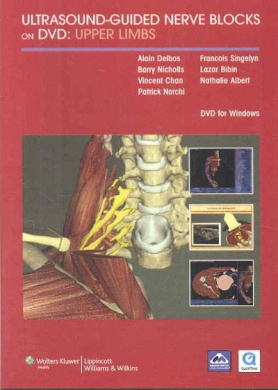 ULTRASOUND-GUIDED NERVE BLOCKS
ON DVD: UPPER LIMBS
Alain Delbos
Barry Nicholls
Vincent Chan
Patrick Narchi
Francois Singelyn
Lazar Bibin
Nathalie Albert
DVD for Windows
Wolters Kluwer
Health
Lippincott
Williams & Wilkins
QuickTime